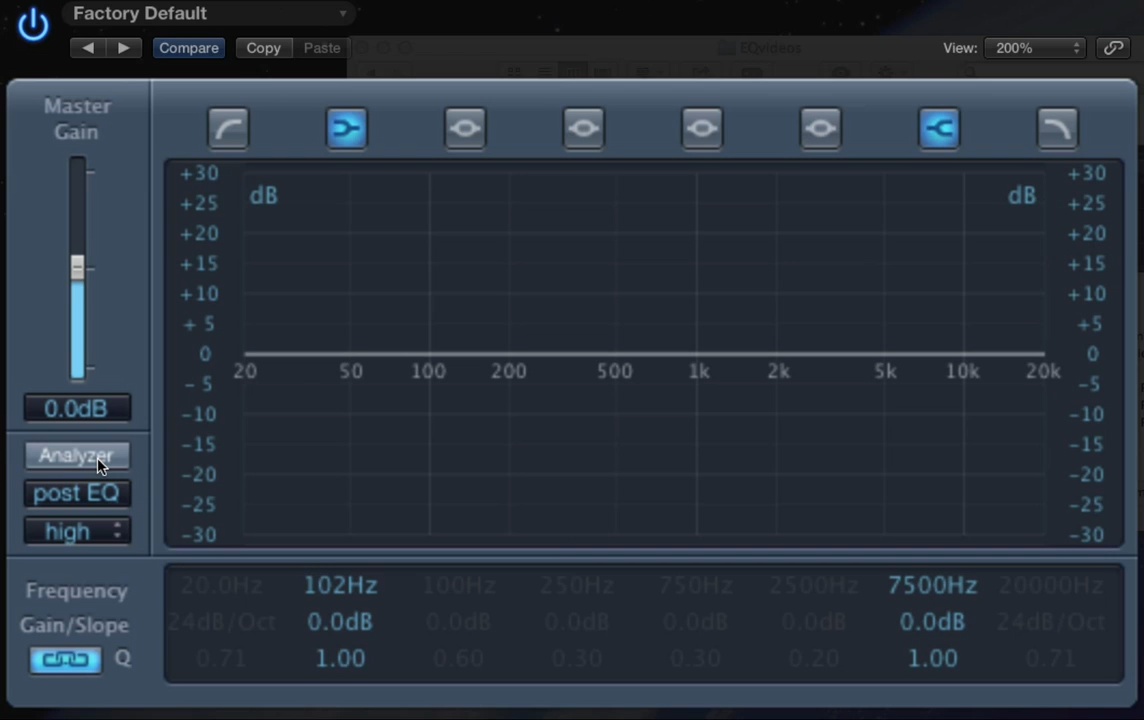 Factory Default
Compare Copy Paste
EQvideos
View: 200%
Master
Gain
+30 +30
dB dB
+25 +25
+20 +20
+15 +15
+10 +10
+ 5 +5
0 0
20 50 100 200 500 1k 2k 5k 10k 20k
- 5 -5
-10 -10
-15 -15
-20 -20
-25 -25
-30 -30
0.0dB
Analyzer
post EQ
high
Frequency 20.0Hz 102Hz 100Hz 250Hz 750Hz 2500Hz 7500Hz 20000Hz
Gain/Slope 24dB/Oct 0.0dB 0.0dB 0.0dB 0.0dB 0.0dB 0.0dB 24dB/Oct
Q 0.71 1.00 0.60 0.30 0.30 0.20 1.00 0.71